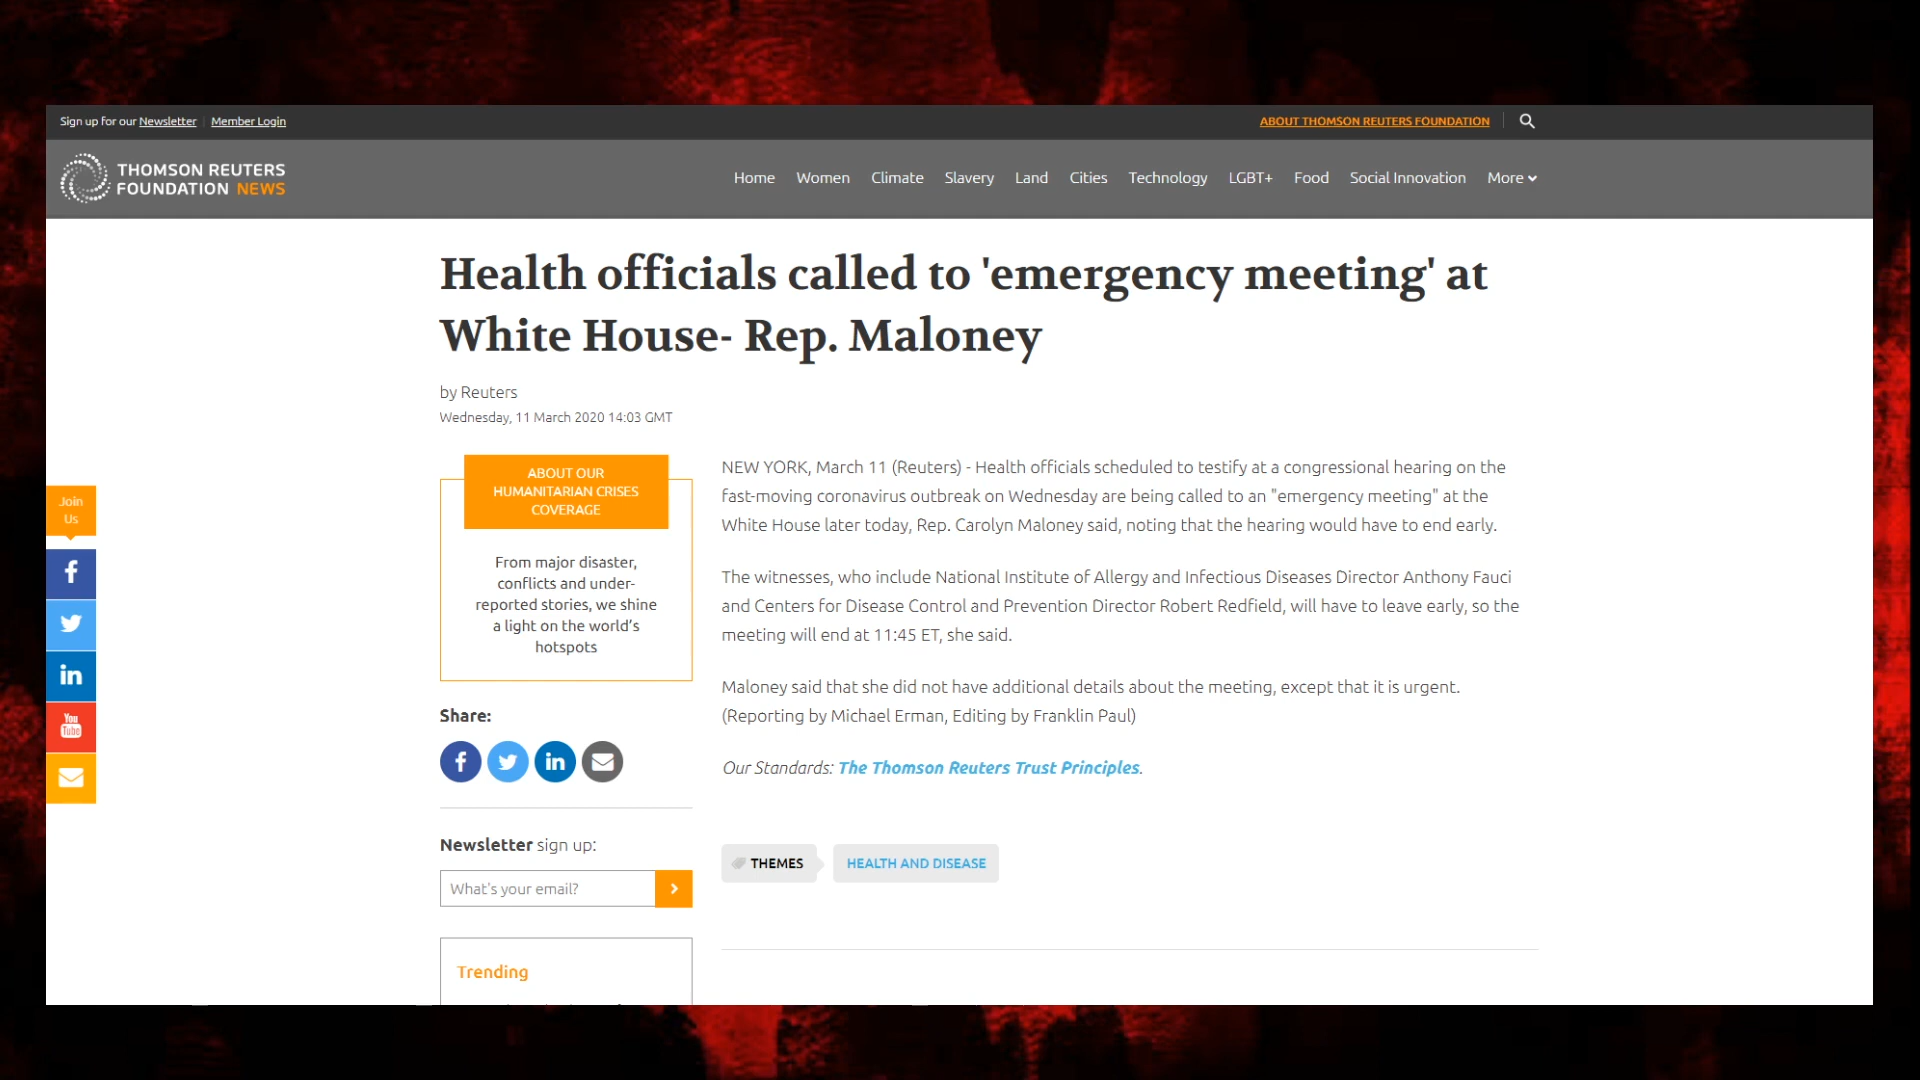 Sign up for our Newsletter | Member Login
ABOUT THOMSON REUTERS FOUNDATION
THOMSON REUTERS
FOUNDATION NEWS
Home Women Climate Slavery Land Cities Technology LGBT+ Food Social Innovation More
Health officials called to 'emergency meeting' at
White House- Rep. Maloney
by Reuters
Wednesday, 11 March 2020 14:03 GMT
ABOUT OUR
HUMANITARIAN CRISES
COVERAGE
From major disaster,
conflicts and under-
reported stories, we shine
a light on the world's
hotspots
Join
Us
f
in
You
Tube
Share:
f
in
Newsletter sign up:
What's your email?
Trending
NEW YORK, March 11 (Reuters) - Health officials scheduled to testify at a congressional hearing on the
fast-moving coronavirus outbreak on Wednesday are being called to an "emergency meeting" at the
White House later today, Rep. Carolyn Maloney said, noting that the hearing would have to end early.
The witnesses, who include National Institute of Allergy and Infectious Diseases Director Anthony Fauci
and Centers for Disease Control and Prevention Director Robert Redfield, will have to leave early, so the
meeting will end at 11:45 ET, she said.
Maloney said that she did not have additional details about the meeting, except that it is urgent.
(Reporting by Michael Erman, Editing by Franklin Paul)
Our Standards: The Thomson Reuters Trust Principles.
THEMES
HEALTH AND DISEASE